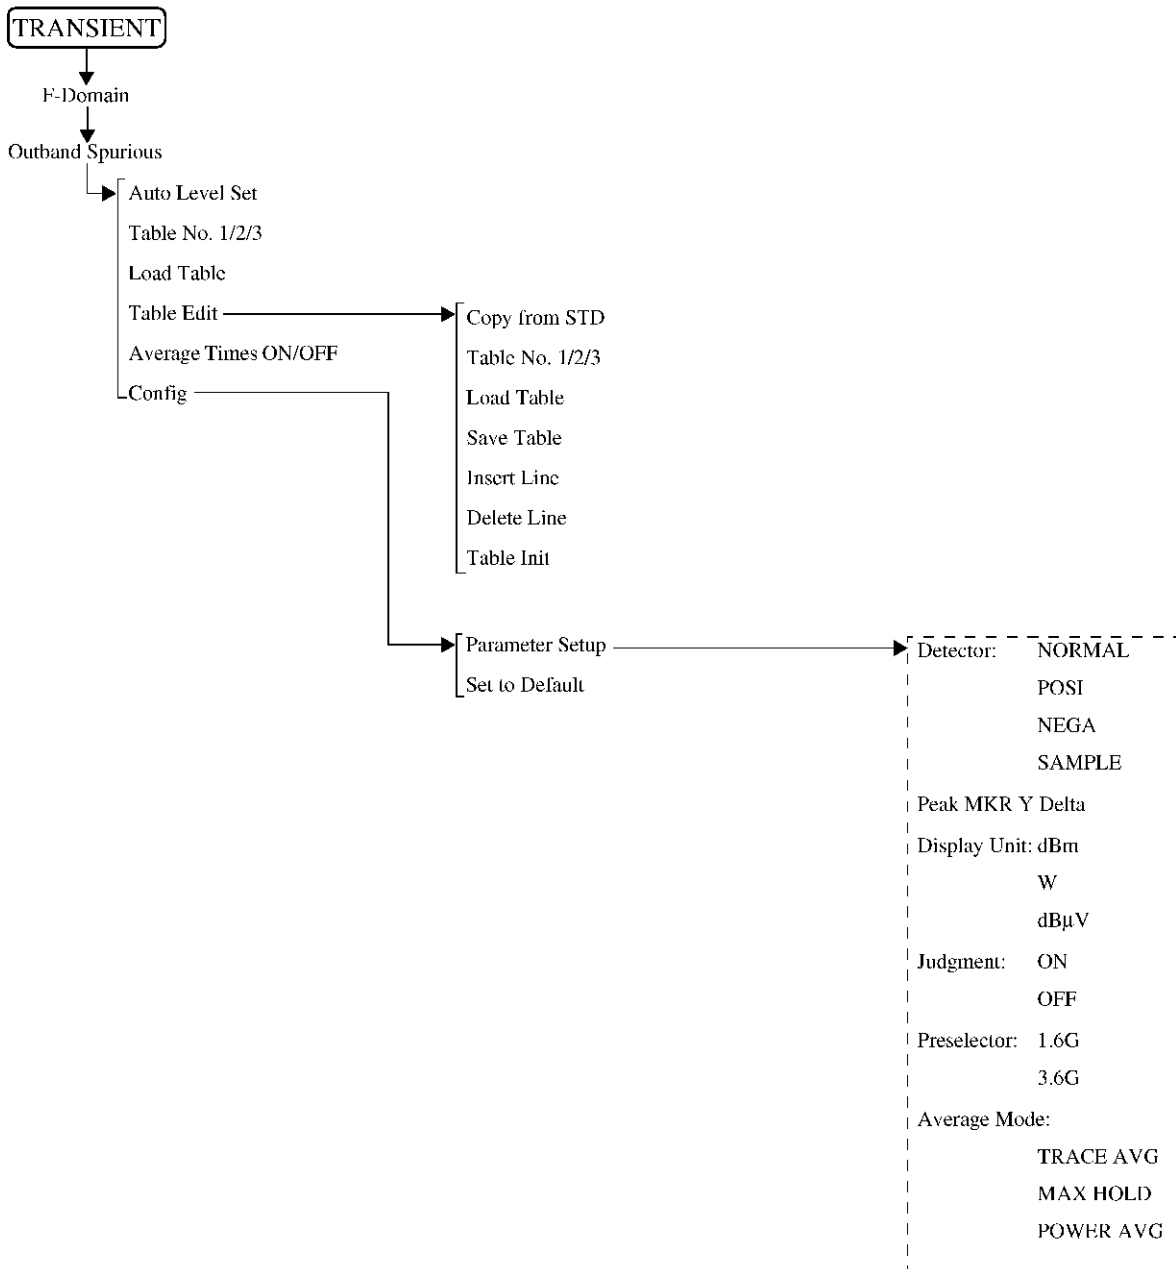 TRANSIENT
F-Domain
Outband Spurious
Auto Level Set
Table No. 1/2/3
Load Table
Table Edit
Average Times ON/OFF
Config
Copy from STD
Table No. 1/2/3
Load Table
Save Table
Insert Line
Delete Line
Table Init
Parameter Setup
Set to Default
Detector: NORMAL
POSI
NEGA
SAMPLE
Peak MKR Y Delta
Display Unit: dBm
W
dBµV
Judgment: ON
OFF
Preselector: 1.6G
3.6G
Average Mode:
TRACE AVG
MAX HOLD
POWER AVG